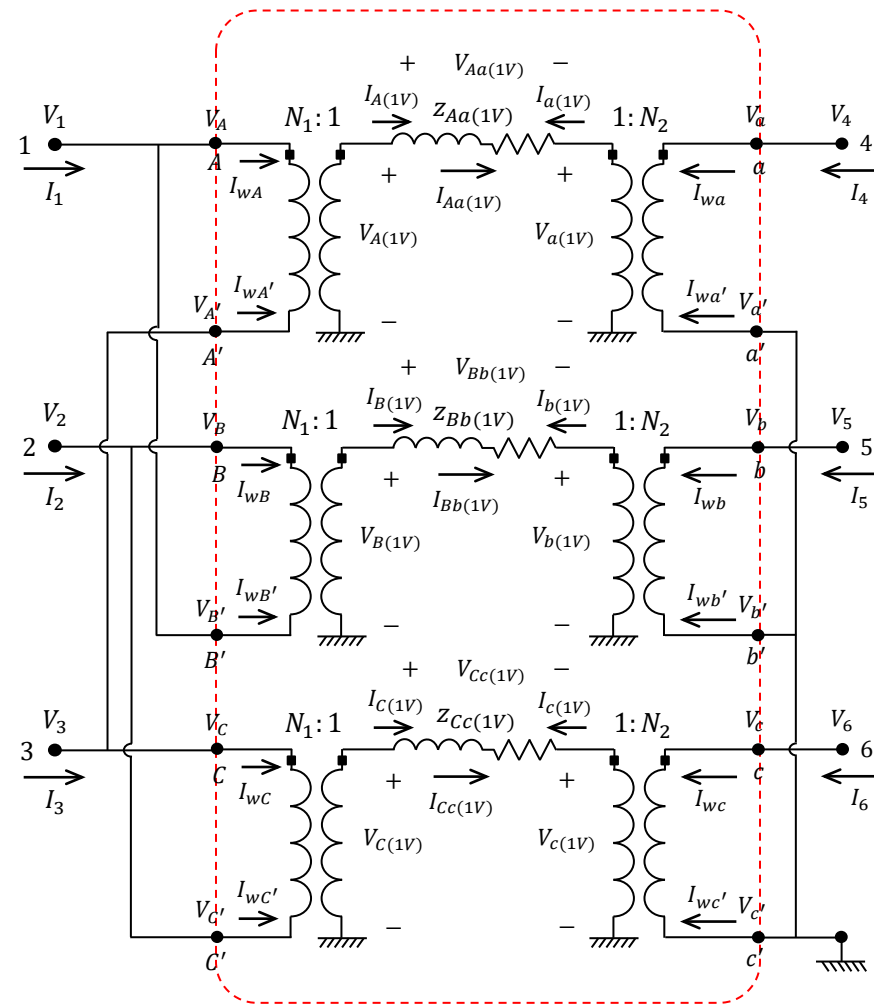 + V_{Aa(1V)} −
V_1 V_A N_1: 1 I_{A(1V)} z_{Aa(1V)} I_{a(1V)} 1: N_2 V_a V_4
1 A a 4
I_1 I_{wA} + I_{Aa(1V)} + I_{wa} I_4
V_{A(1V)} V_{a(1V)}
V_{A'} I_{wA'} − − I_{wa'} V_{a'}
A' a'
+ V_{Bb(1V)} −
V_2 V_B N_1: 1 I_{B(1V)} z_{Bb(1V)} I_{b(1V)} 1: N_2 V_b V_5
2 B b 5
I_2 I_{wB} + I_{Bb(1V)} + I_{wb} I_5
V_{B(1V)} V_{b(1V)}
V_{B'} I_{wB'} − − I_{wb'} V_{b'}
B' b'
+ V_{Cc(1V)} −
V_3 V_C N_1: 1 I_{C(1V)} z_{Cc(1V)} I_{c(1V)} 1: N_2 V_c V_6
3 C c 6
I_3 I_{wC} + I_{Cc(1V)} + I_{wc} I_6
V_{C(1V)} V_{c(1V)}
V_{C'} I_{wC'} − − I_{wc'} V_{c'}
C' c'